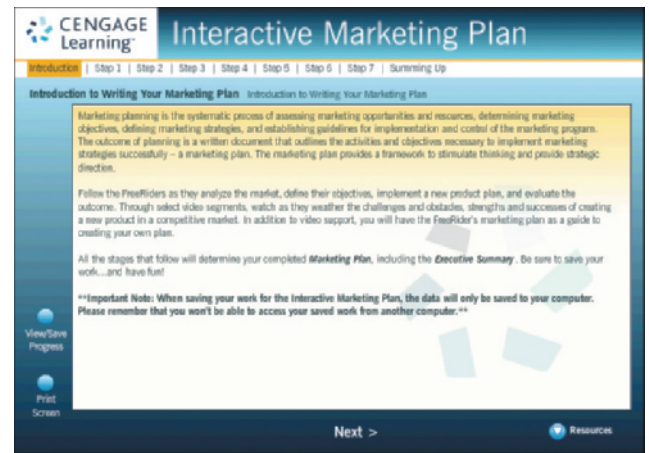 CENGAGE
Learning™
Interactive Marketing Plan
Introduction | Step 1 | Step 2 | Step 3 | Step 4 | Step 5 | Step 6 | Step 7 | Summing Up
Introduction to Writing Your Marketing Plan Introduction to Writing Your Marketing Plan
Marketing planning is the systematic process of assessing marketing opportunities and resources, determining marketing
objectives, defining marketing strategies, and establishing guidelines for implementation and control of the marketing program.
The outcome of planning is a written document that outlines the activities and objectives necessary to implement marketing
strategies successfully – a marketing plan. The marketing plan provides a framework to stimulate thinking and provide strategic
direction.
Follow the FreeRiders as they analyze the market, define their objectives, implement a new product plan, and evaluate the
outcome. Through select video segments, watch as they weather the challenges and obstacles, strengths and successes of creating
a new product in a competitive market. In addition to video support, you will have the FreeRider's marketing plan as a guide to
creating your own plan.
All the stages that follow will determine your completed Marketing Plan, including the Executive Summary. Be sure to save your
work...and have fun!
**Important Note: When saving your work for the Interactive Marketing Plan, the data will only be saved to your computer.
Please remember that you won't be able to access your saved work from another computer.**
View/Save
Progress
Print
Screen
Next >
Resources